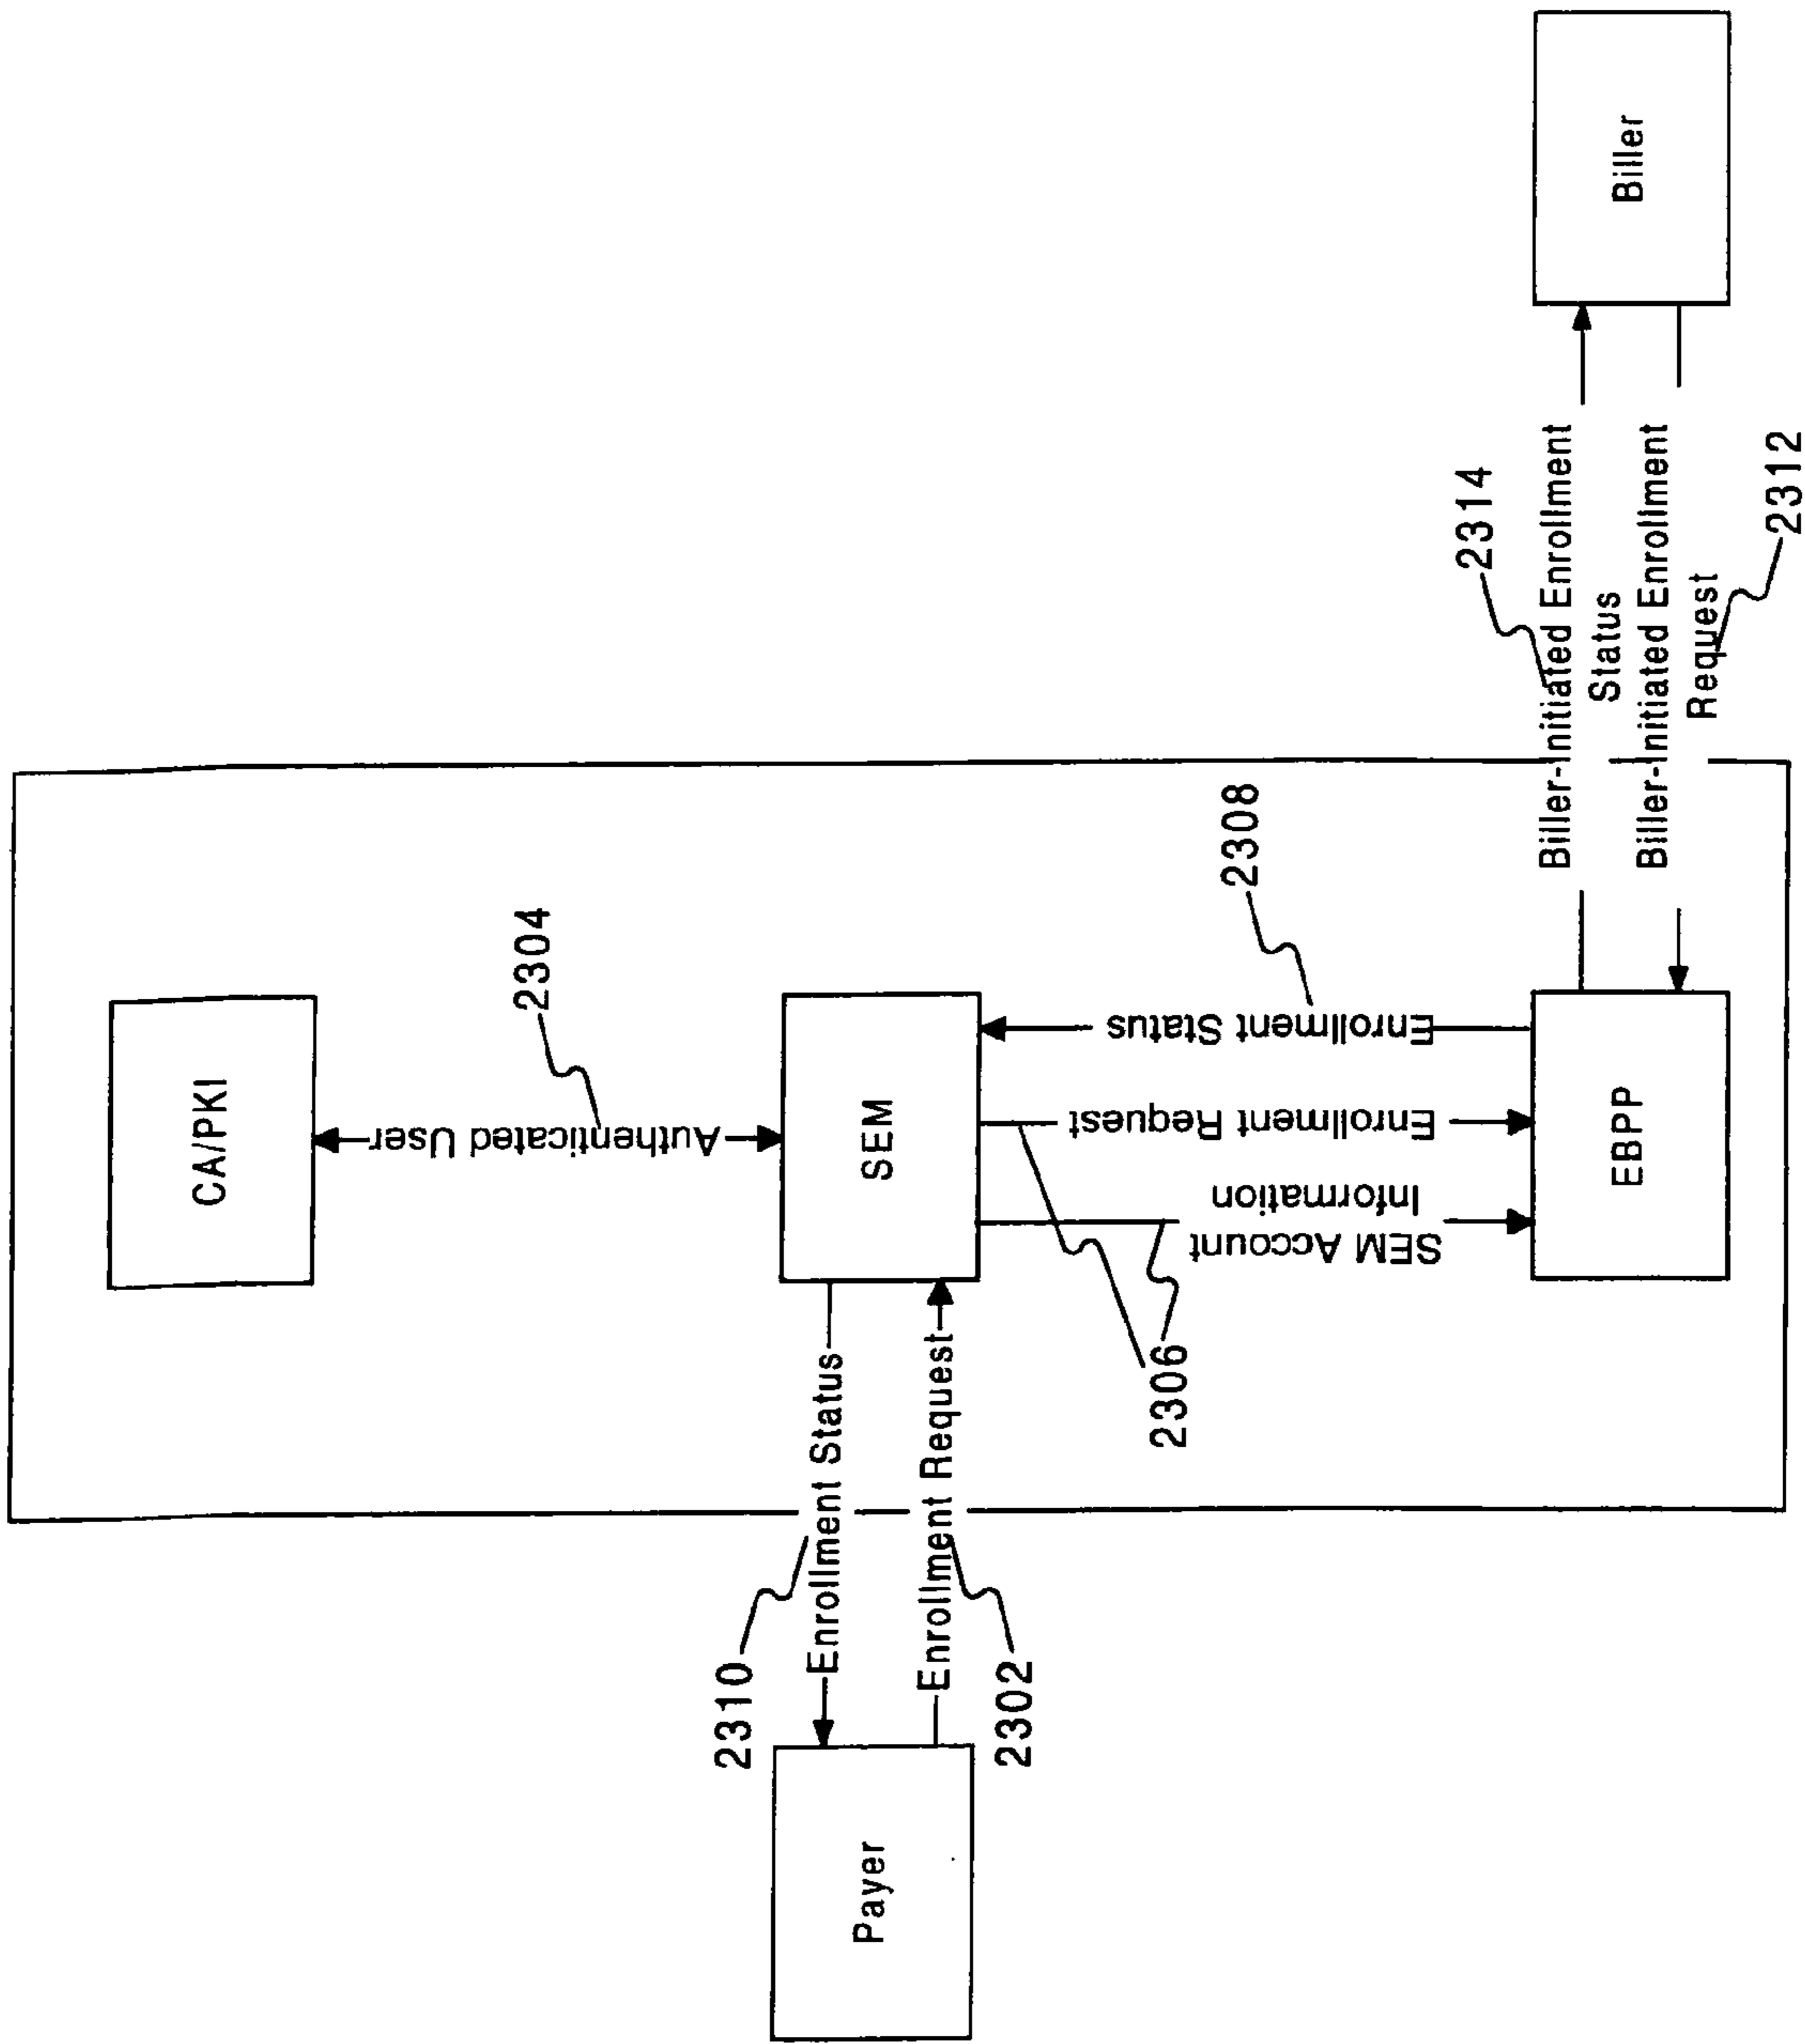 CA/PKI
2304
Authenticated User
2310
Enrollment Status
SEM
Payer
Enrollment Request
2302
2306
SEM Account
Information
Enrollment Request
Enrollment Status
2308
EBPP
2314
Biller-Initiated Enrollment
Status
Biller-Initiated Enrollment
Request
2312
Biller